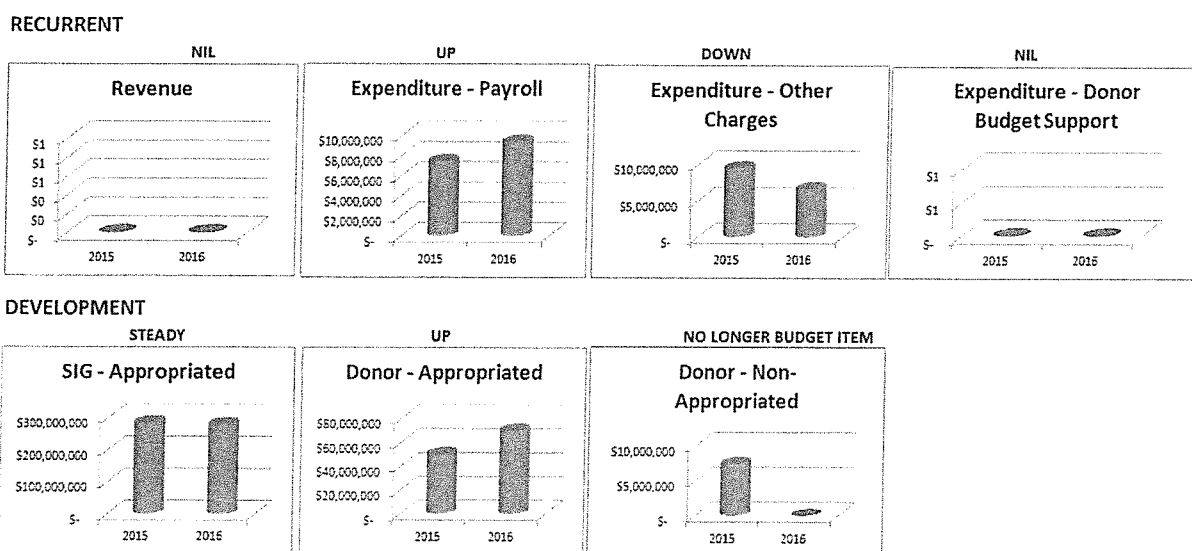 RECURRENT
NIL
Revenue
$1
$1
$1
$0
$0
$-
2015 2016
UP
Expenditure - Payroll
$10,000,000
$8,000,000
$6,000,000
$4,000,000
$2,000,000
$-
2015 2016
DOWN
Expenditure - Other
Charges
$10,000,000
$5,000,000
$-
2015 2016
NIL
Expenditure - Donor
Budget Support
$1
$1
$-
2015 2016
DEVELOPMENT
STEADY
SIG - Appropriated
$300,000,000
$200,000,000
$100,000,000
$-
2015 2016
UP
Donor - Appropriated
$80,000,000
$60,000,000
$40,000,000
$20,000,000
$-
2015 2016
NO LONGER BUDGET ITEM
Donor - Non-
Appropriated
$10,000,000
$5,000,000
$-
2015 2016